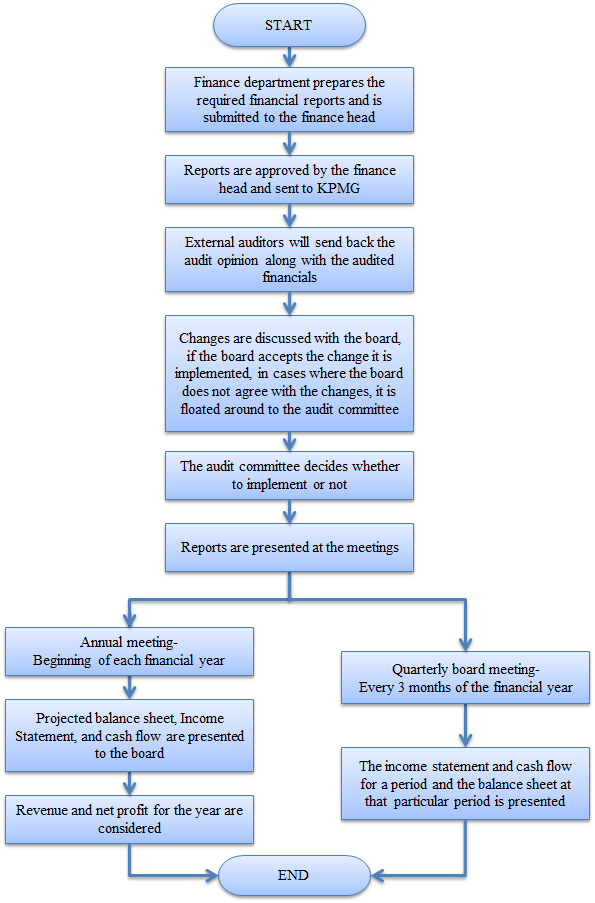 START
Finance department prepares the
required financial reports and is
submitted to the finance head
Reports are approved by the finance
head and sent to KPMG
External auditors will send back the
audit opinion along with the audited
financials
Changes are discussed with the board,
if the board accepts the change it is
implemented, in cases where the board
does not agree with the changes, it is
floated around to the audit committee
The audit committee decides whether
to implement or not
Reports are presented at the meetings
Annual meeting-
Beginning of each financial year
Projected balance sheet, Income
Statement, and cash flow are presented
to the board
Revenue and net profit for the year are
considered
Quarterly board meeting-
Every 3 months of the financial year
The income statement and cash flow
for a period and the balance sheet at
that particular period is presented
END